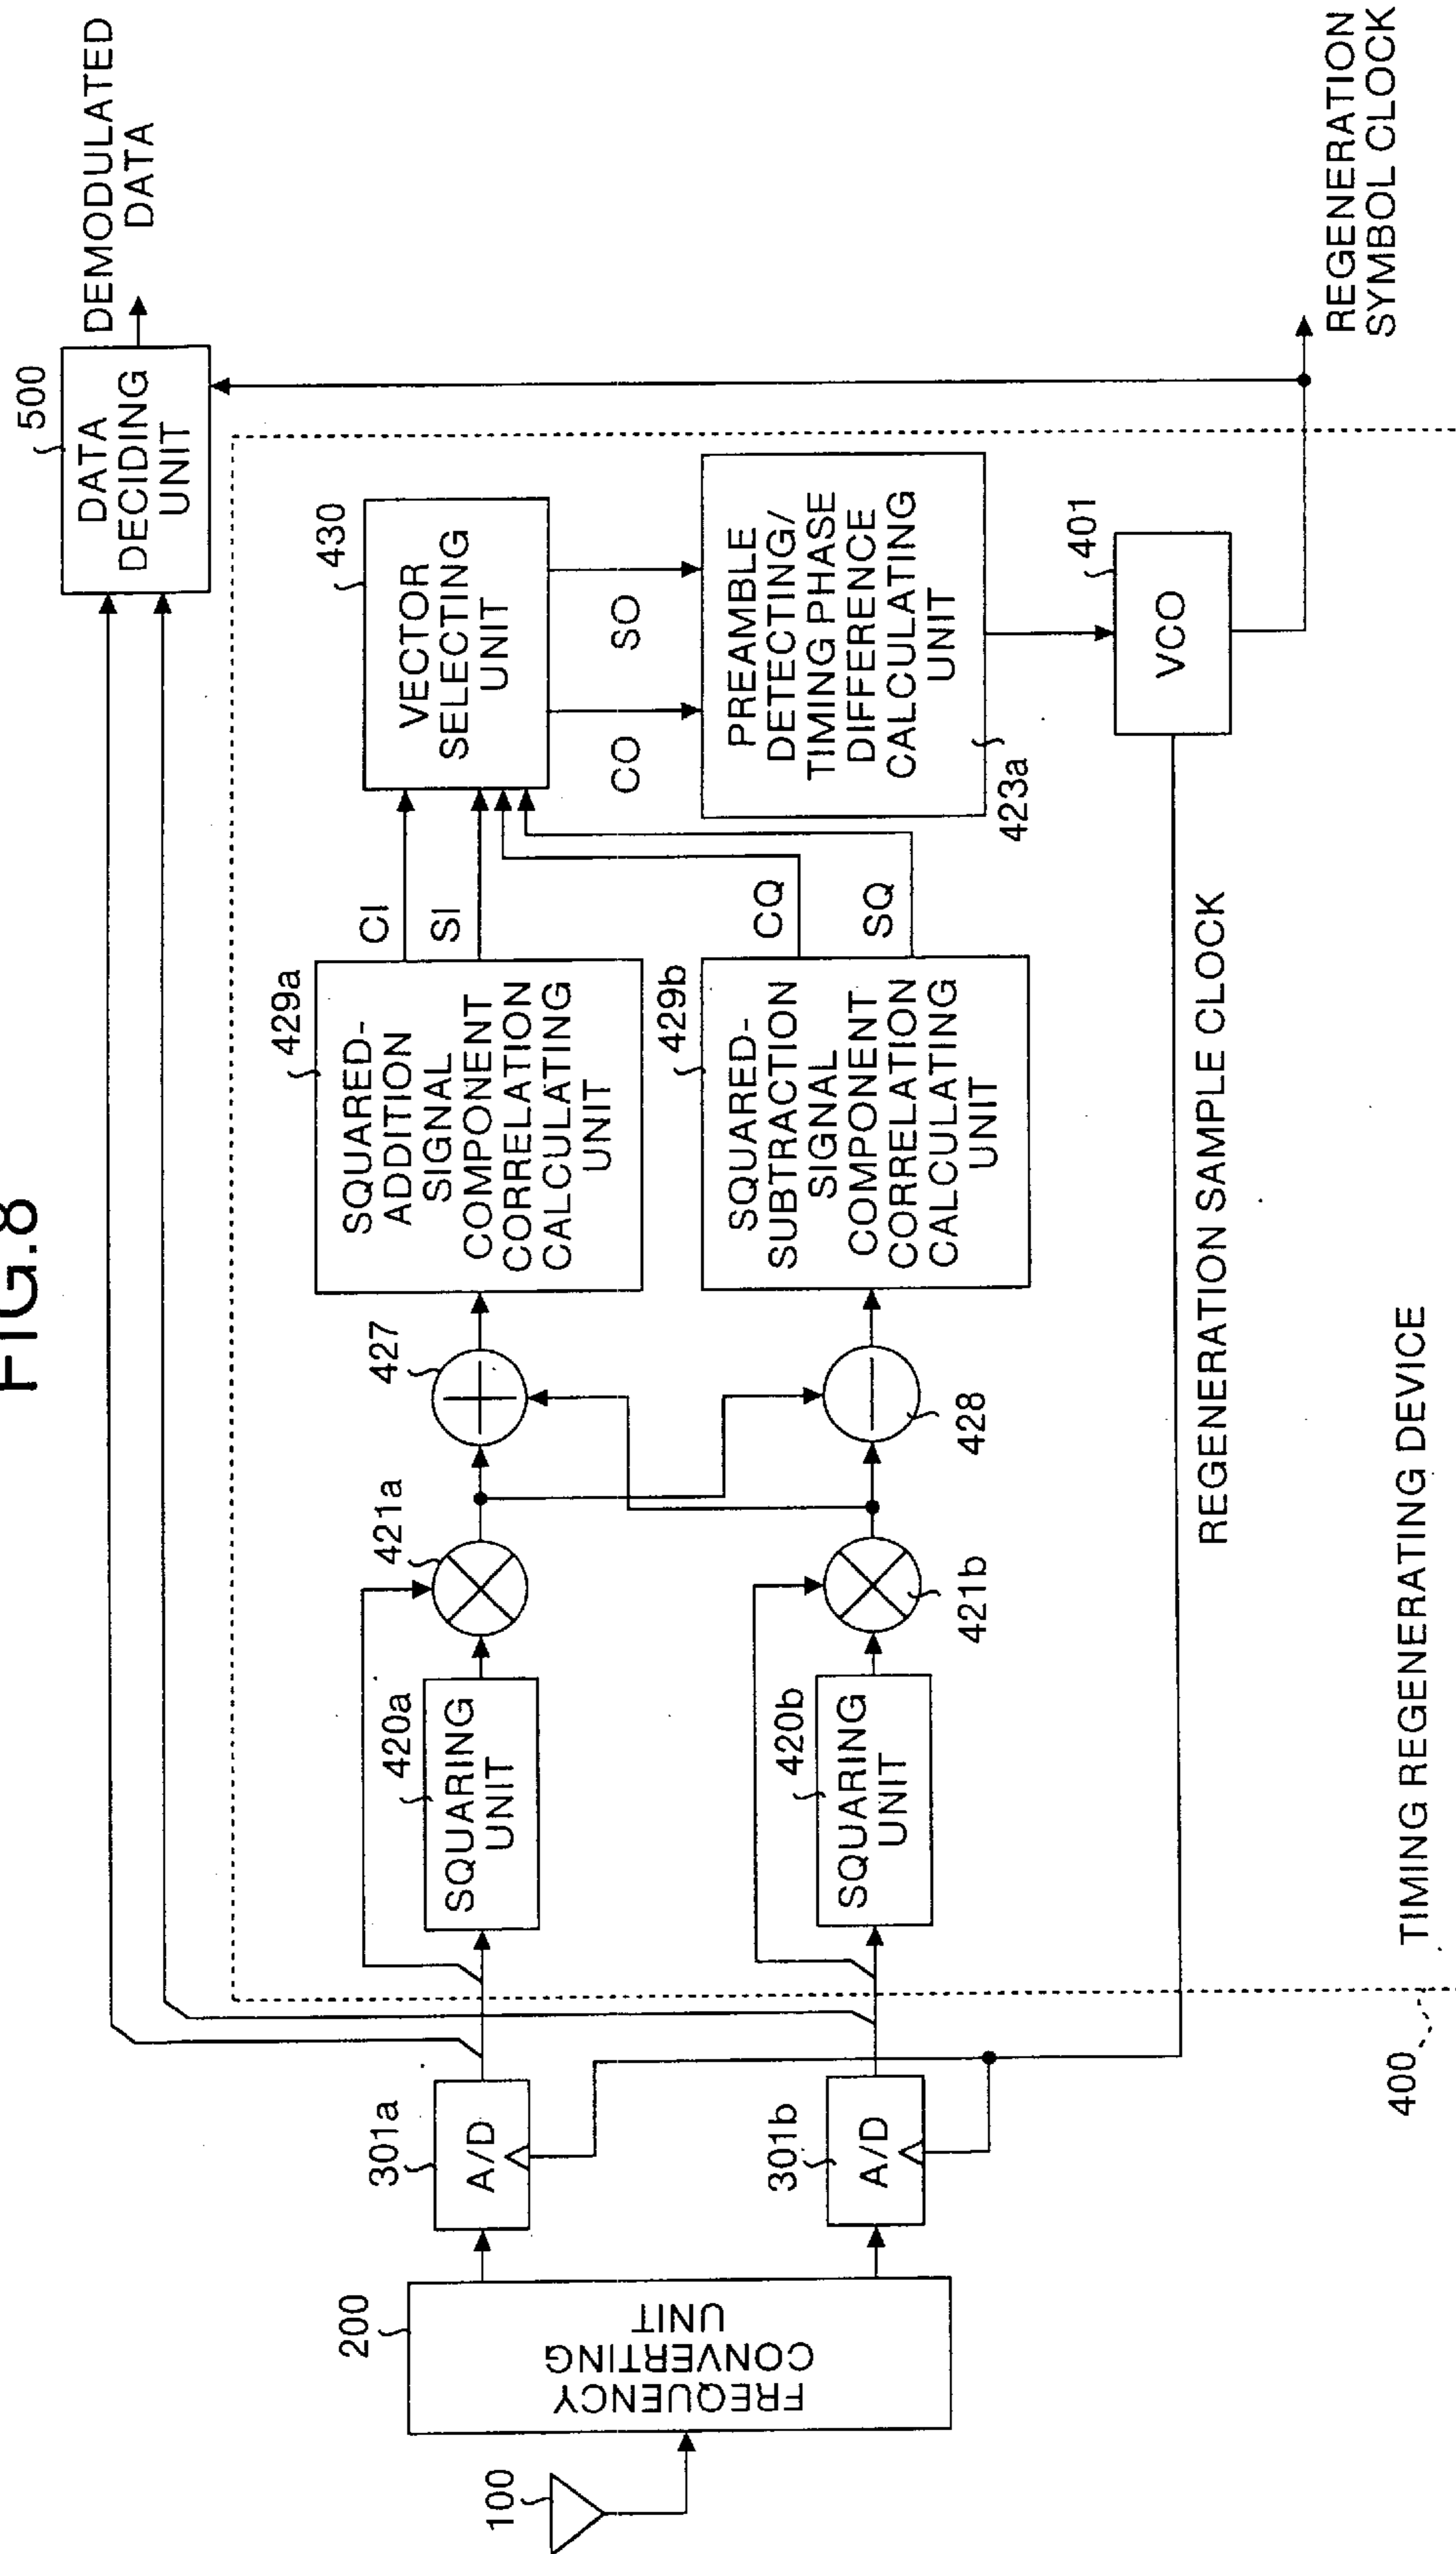 FIG.8
100
200
FREQUENCY
CONVERTING
UNIT
301a
A/D
301b
A/D
420a
SQUARING
UNIT
420b
SQUARING
UNIT
421a
421b
427
428
429a
SQUARED-
ADDITION
SIGNAL
COMPONENT
CORRELATION
CALCULATING
UNIT
429b
SQUARED-
SUBTRACTION
SIGNAL
COMPONENT
CORRELATION
CALCULATING
UNIT
CI
SI
CQ
SQ
430
VECTOR
SELECTING
UNIT
CO
SO
PREAMBLE
DETECTING/
TIMING PHASE
DIFFERENCE
CALCULATING
UNIT
423a
401
VCO
500
DATA
DECIDING
UNIT
DEMODULATED
DATA
REGENERATION SAMPLE CLOCK
REGENERATION
SYMBOL CLOCK
400
TIMING REGENERATING DEVICE